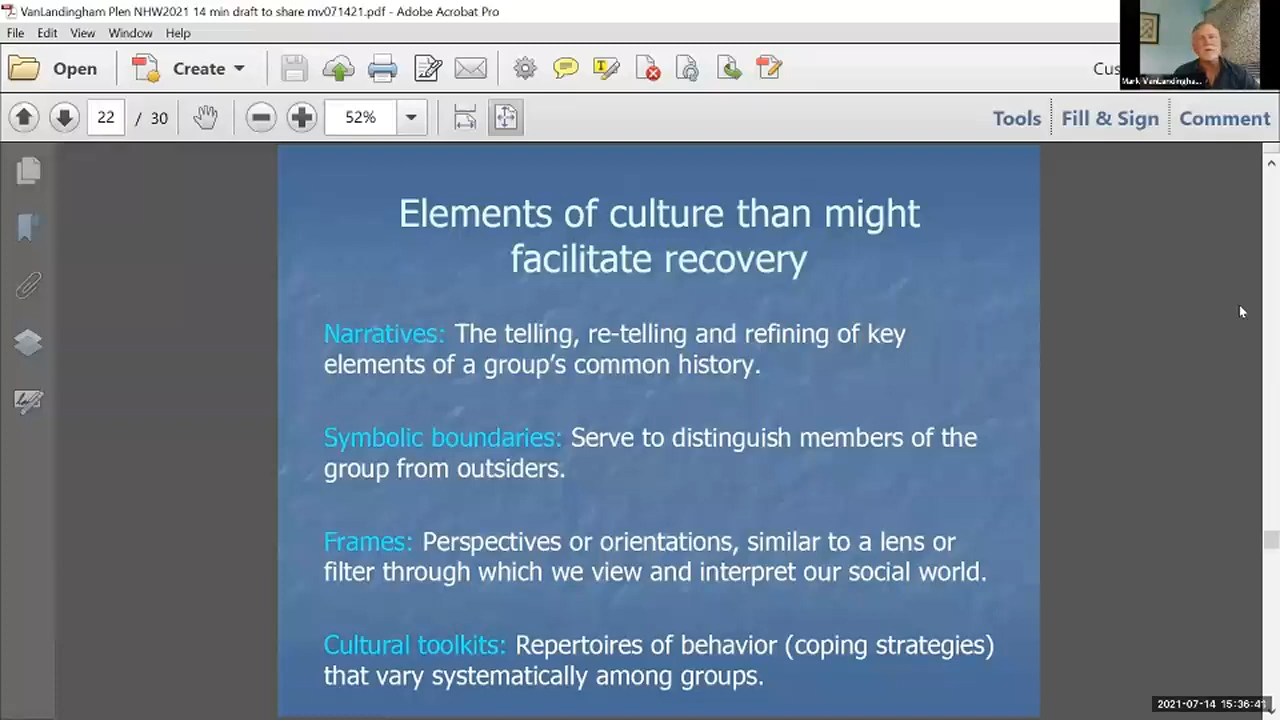 VanLandingham Plen NHW2021 14 min draft to share mv071421.pdf - Adobe Acrobat Pro
File Edit View Window Help
Open Create Cus
22 / 30 52% Tools Fill & Sign Comment
Mark VanLandingha...
Elements of culture than might
facilitate recovery
Narratives: The telling, re-telling and refining of key
elements of a group's common history.
Symbolic boundaries: Serve to distinguish members of the
group from outsiders.
Frames: Perspectives or orientations, similar to a lens or
filter through which we view and interpret our social world.
Cultural toolkits: Repertoires of behavior (coping strategies)
that vary systematically among groups.
2021-07-14 15:36:41